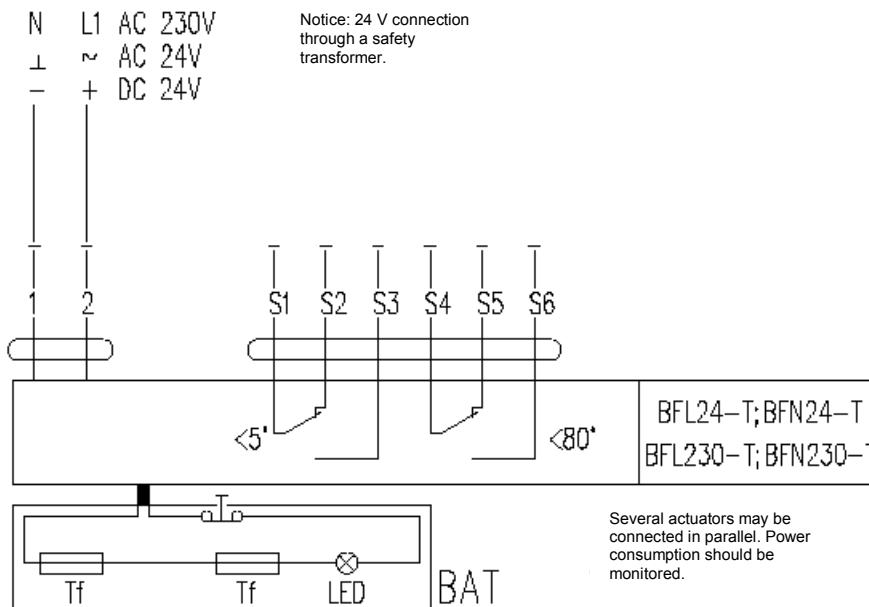 N L1 AC 230V
⊥ ~ AC 24V
− + DC 24V
Notice: 24 V connection
through a safety
transformer.
1 2 S1 S2 S3 S4 S5 S6
<5° <80°
BFL24-T;BFN24-T
BFL230-T;BFN230-T
T
Tf Tf LED BAT
Several actuators may be
connected in parallel. Power
consumption should be
monitored.